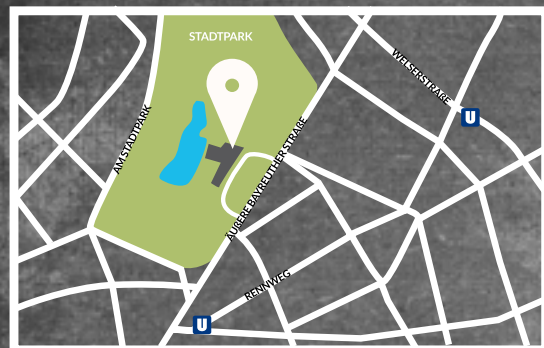 STADTPARK
WELSERSTRAßE
AM STADTPARK
U
ÄUßERE BAYREUTHER STRAßE
RENNWEG
U